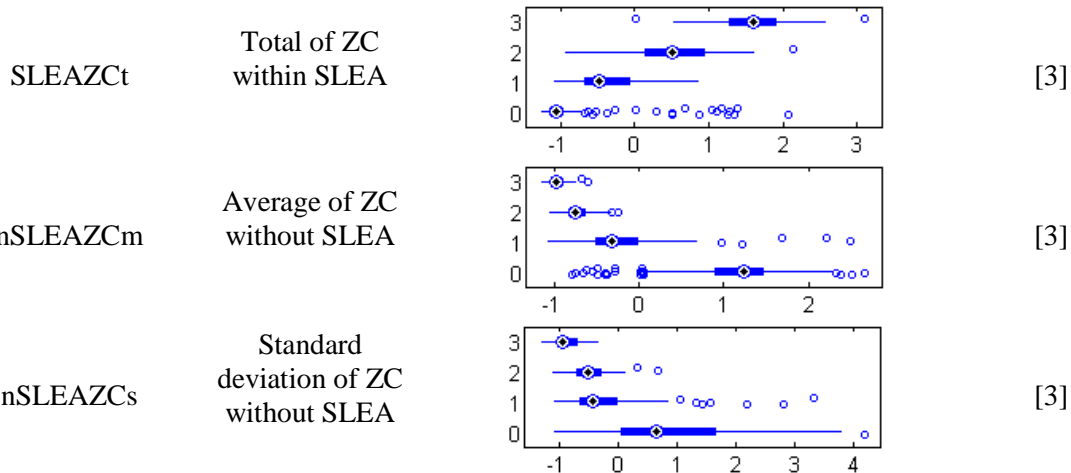 SLEAZCt
Total of ZC
within SLEA
3
2
1
0
-1 0 1 2 3
[3]
nSLEAZCm
Average of ZC
without SLEA
3
2
1
0
-1 0 1 2
[3]
nSLEAZCs
Standard
deviation of ZC
without SLEA
3
2
1
0
-1 0 1 2 3 4
[3]